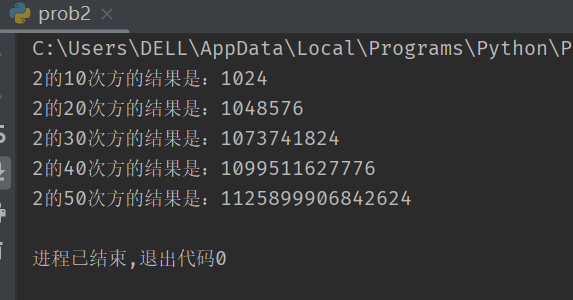 prob2
C:\Users\DELL\AppData\Local\Programs\Python\P
2的10次方的结果是：1024
2的20次方的结果是：1048576
2的30次方的结果是：1073741824
2的40次方的结果是：1099511627776
2的50次方的结果是：1125899906842624
进程已结束,退出代码0